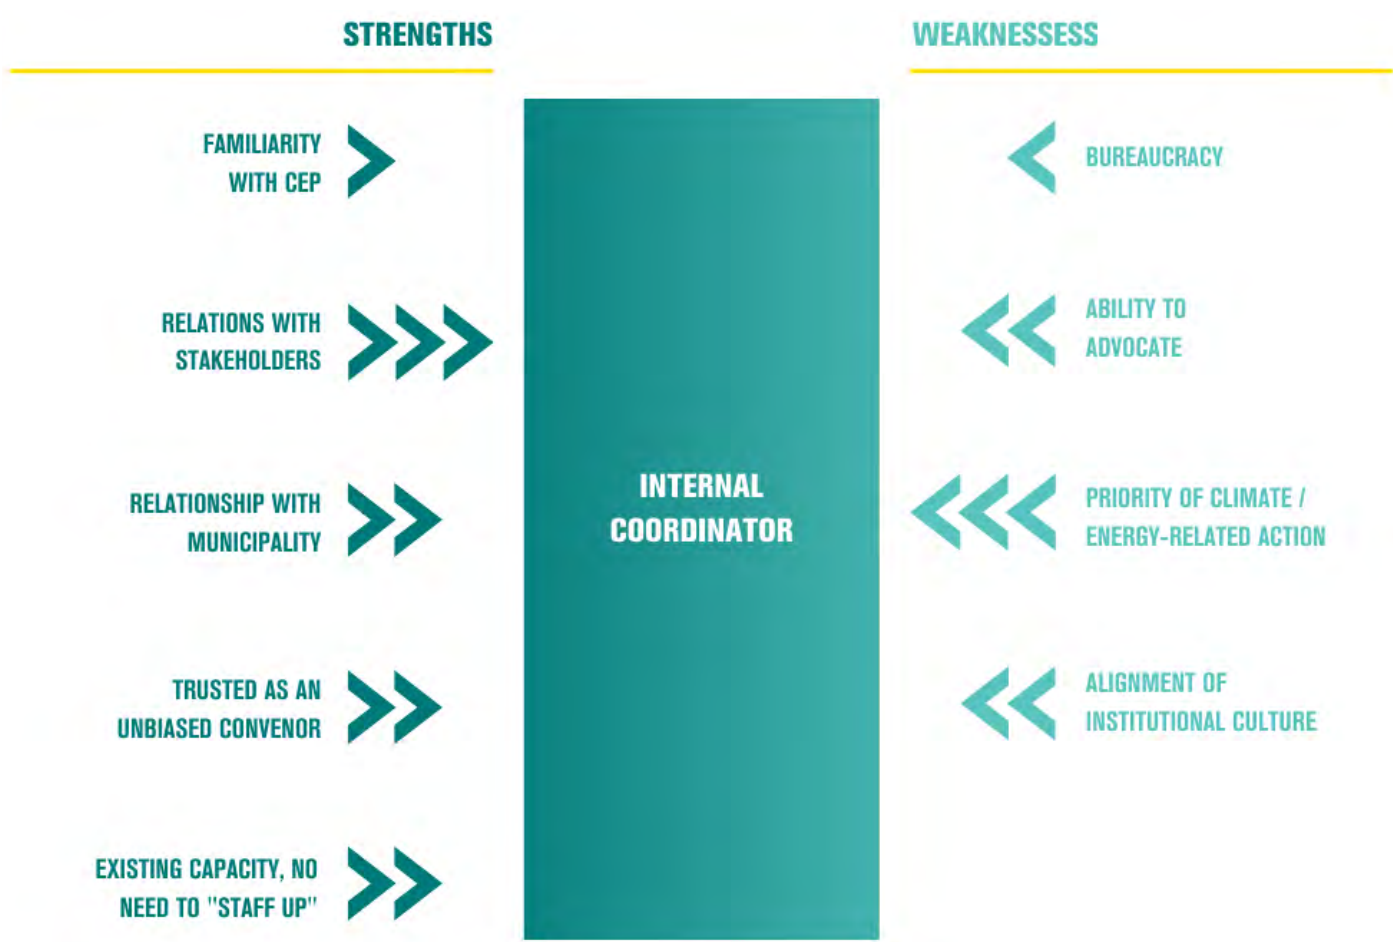 STRENGTHS
WEAKNESSESS
FAMILIARITY
WITH CEP
RELATIONS WITH
STAKEHOLDERS
RELATIONSHIP WITH
MUNICIPALITY
TRUSTED AS AN
UNBIASED CONVENOR
EXISTING CAPACITY, NO
NEED TO "STAFF UP"
INTERNAL
COORDINATOR
BUREAUCRACY
ABILITY TO
ADVOCATE
PRIORITY OF CLIMATE /
ENERGY-RELATED ACTION
ALIGNMENT OF
INSTITUTIONAL CULTURE